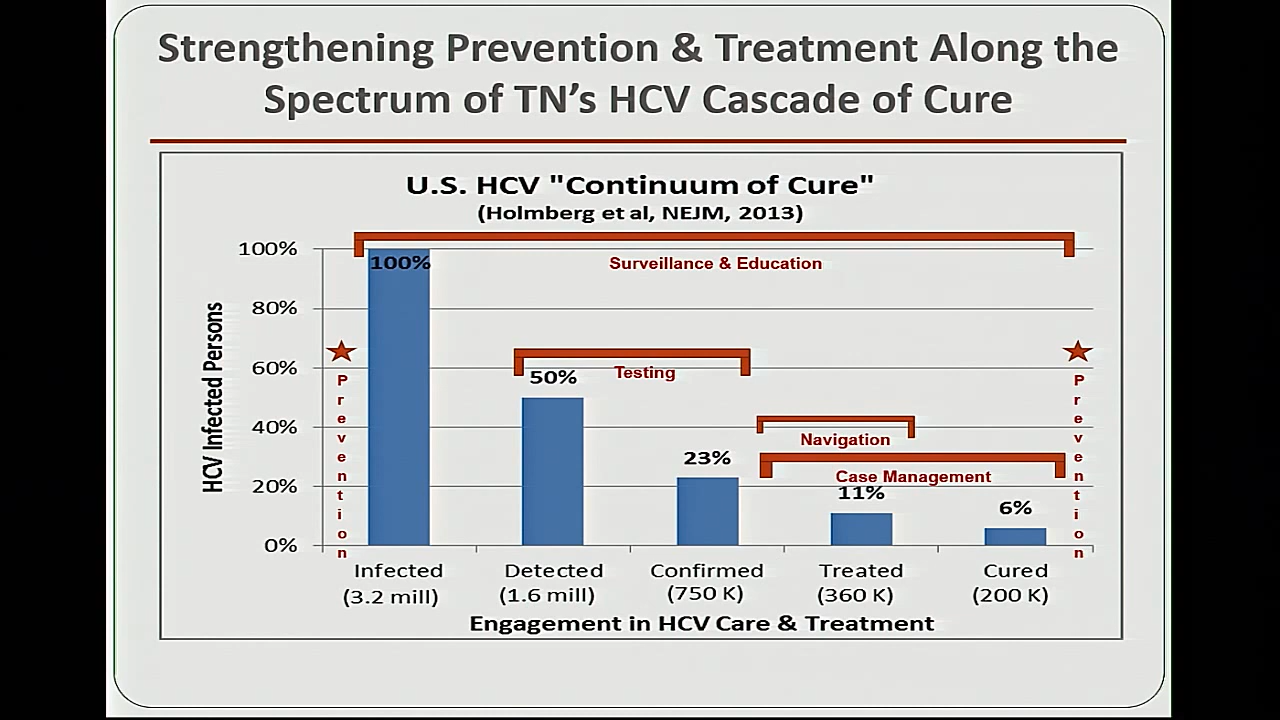 Strengthening Prevention & Treatment Along the
Spectrum of TN's HCV Cascade of Cure
U.S. HCV "Continuum of Cure"
(Holmberg et al, NEJM, 2013)
HCV Infected Persons
100%
80%
60%
40%
20%
0%
Prevention
100%
Surveillance & Education
50%
Testing
23%
Navigation
Case Management
11%
6%
Prevention
Infected
(3.2 mill)
Detected
(1.6 mill)
Confirmed
(750 K)
Treated
(360 K)
Cured
(200 K)
Engagement in HCV Care & Treatment